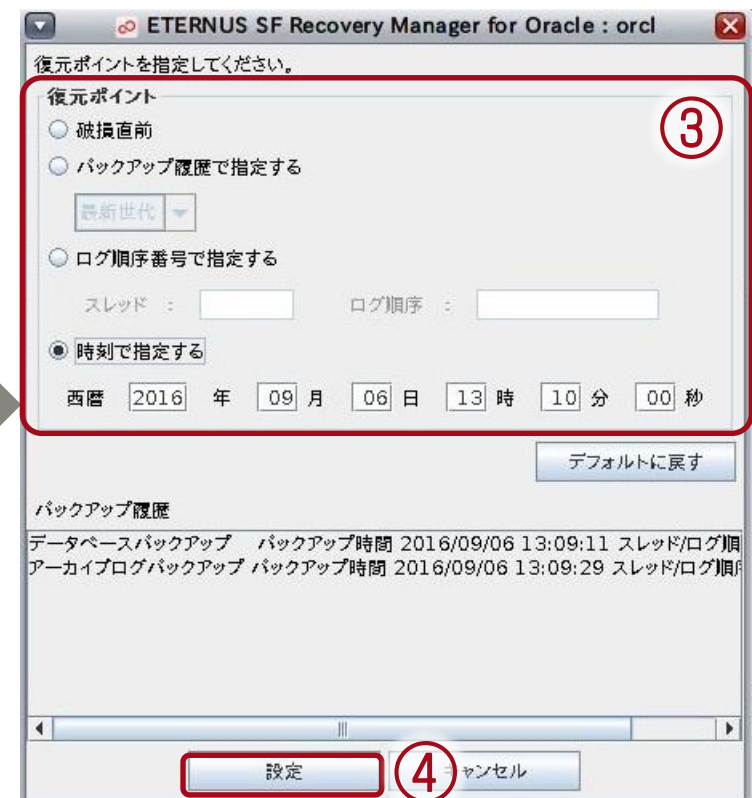 ETERNUS SF Recovery Manager for Oracle : orcl
復元ポイントを指定してください。
復元ポイント
③
破損直前
バックアップ履歴で指定する
最新世代
ログ順序番号で指定する
スレッド : ログ順序 :
時刻で指定する
西暦 2016 年 09 月 06 日 13 時 10 分 00 秒
デフォルトに戻す
バックアップ履歴
データベースバックアップ バックアップ時間 2016/09/06 13:09:11 スレッド/ログ順
アーカイブログバックアップ バックアップ時間 2016/09/06 13:09:29 スレッド/ログ順
設定 ④ キャンセル